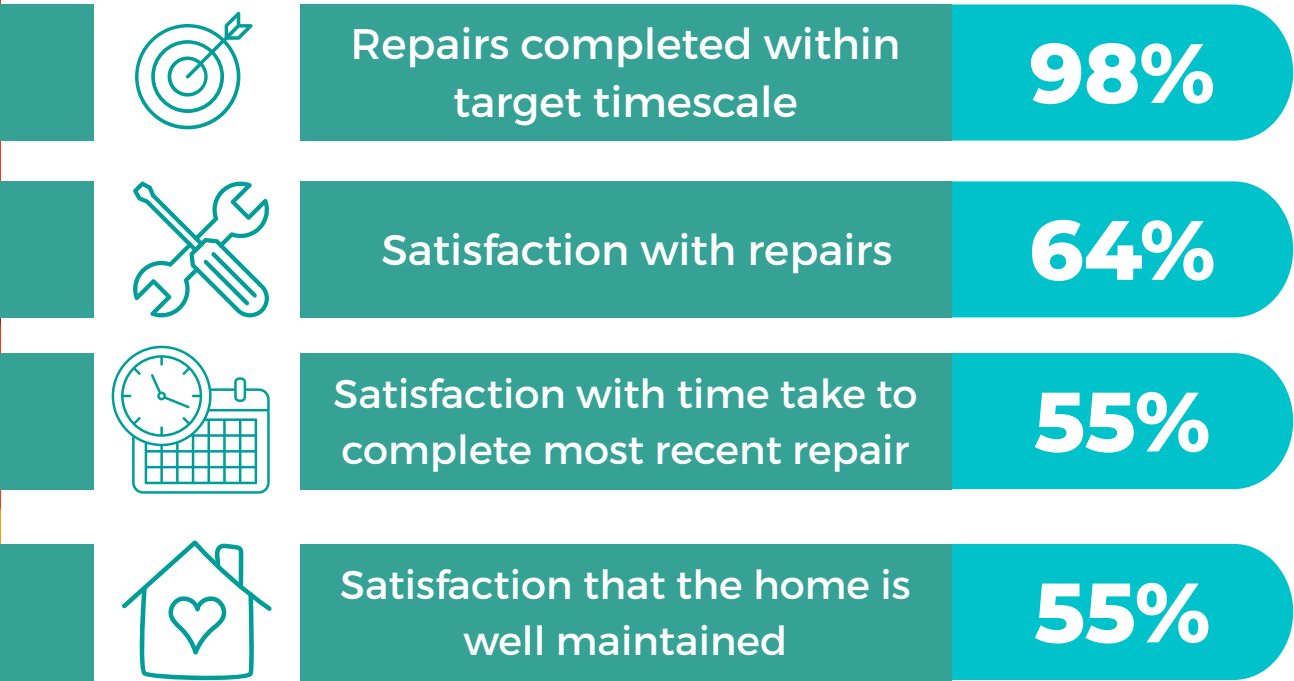 Repairs completed within
target timescale
98%
Satisfaction with repairs
64%
Satisfaction with time take to
complete most recent repair
55%
Satisfaction that the home is
well maintained
55%